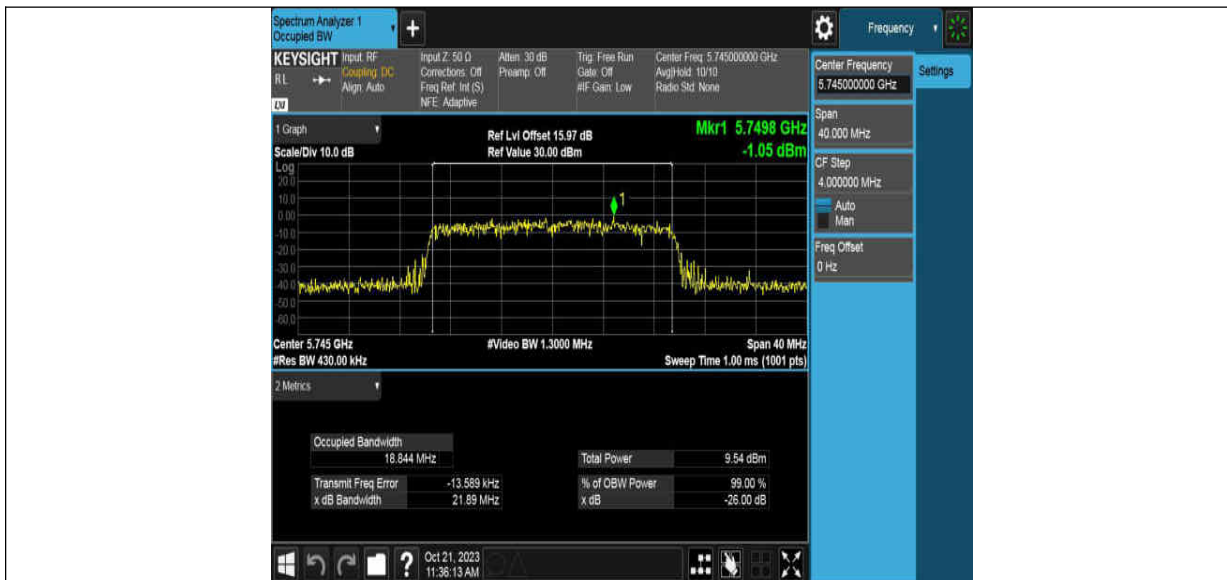 Spectrum Analyzer 1
Occupied BW
+
Frequency
KEYSIGHT
RL
LXI
Input: RF
Coupling: DC
Align: Auto
Input Z: 50 Ω
Corrections: Off
Freq Ref: Int (S)
NFE: Adaptive
Atten: 30 dB
Preamp: Off
Trig: Free Run
Gate: Off
#IF Gain: Low
Center Freq: 5.745000000 GHz
Avg|Hold: 10/10
Radio Std: None
Center Frequency
5.745000000 GHz
Settings
Span
40.000 MHz
CF Step
4.000000 MHz
Auto
Man
Freq Offset
0 Hz
1 Graph
Scale/Div 10.0 dB
Ref Lvl Offset 15.97 dB
Ref Value 30.00 dBm
Mkr1 5.7498 GHz
-1.05 dBm
Log
20.0
10.0
0.00
-10.0
-20.0
-30.0
-40.0
-50.0
-60.0
1
Center 5.745 GHz
#Res BW 430.00 kHz
#Video BW 1.3000 MHz
Span 40 MHz
Sweep Time 1.00 ms (1001 pts)
2 Metrics
Occupied Bandwidth
18.844 MHz
Transmit Freq Error -13.589 kHz
x dB Bandwidth 21.89 MHz
Total Power 9.54 dBm
% of OBW Power 99.00 %
x dB -26.00 dB
?
Oct 21, 2023
11:36:13 AM